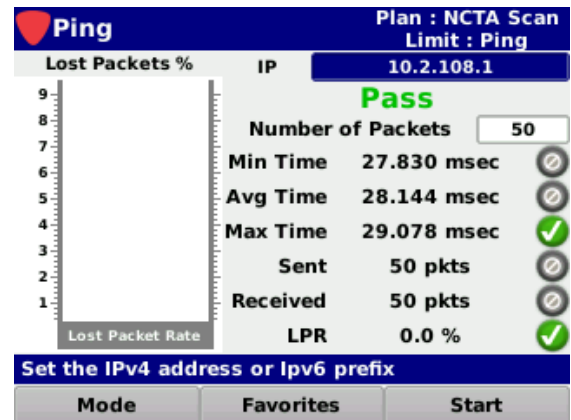 Ping
Plan : NCTA Scan
Limit : Ping
Lost Packets %
IP
10.2.108.1
9
8
7
6
5
4
3
2
1
Lost Packet Rate
Pass
Number of Packets 50
Min Time 27.830 msec
Avg Time 28.144 msec
Max Time 29.078 msec
Sent 50 pkts
Received 50 pkts
LPR 0.0 %
Set the IPv4 address or Ipv6 prefix
Mode Favorites Start